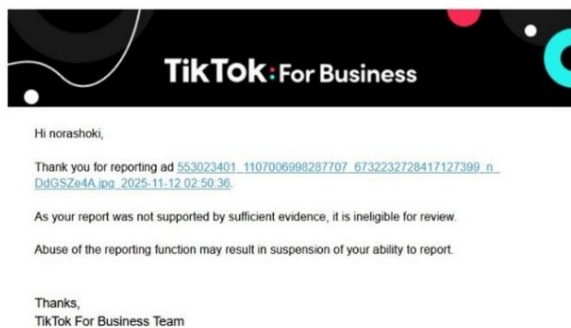 TikTok: For Business
Hi norashoki,
Thank you for reporting ad 553023401_1107006998287707_6732232728417127399_n_
DdGSZe4A.jpg_2025-11-12 02:50:36.
As your report was not supported by sufficient evidence, it is ineligible for review.
Abuse of the reporting function may result in suspension of your ability to report.
Thanks,
TikTok For Business Team